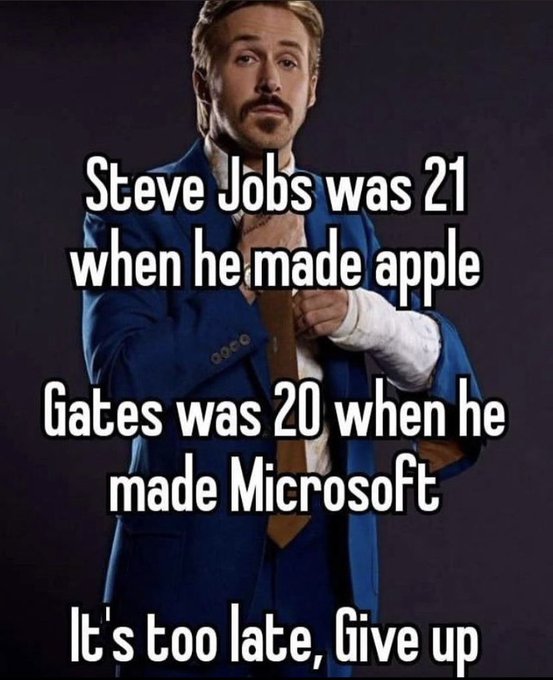 Steve Jobs was 21
when he made apple
Gates was 20 when he
made Microsoft
It's too late, Give up